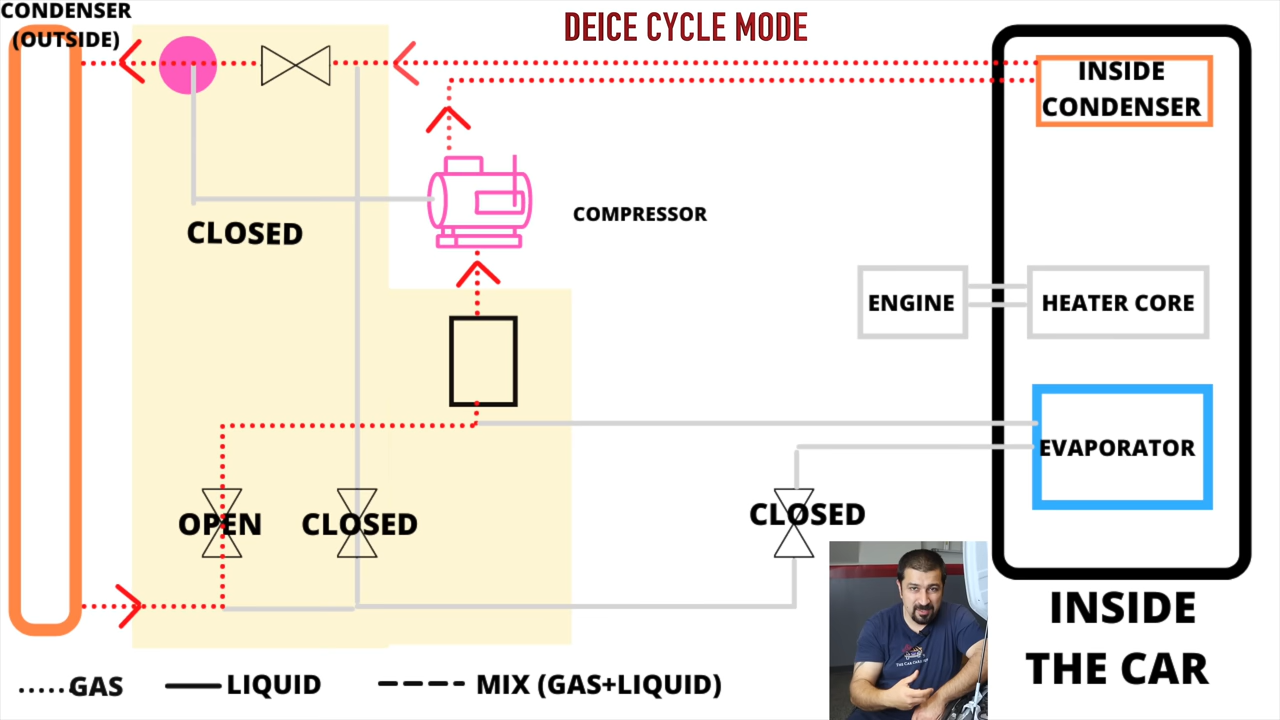 CONDENSER
(OUTSIDE)
DEICE CYCLE MODE
INSIDE
CONDENSER
COMPRESSOR
CLOSED
ENGINE
HEATER CORE
EVAPORATOR
OPEN
CLOSED
CLOSED
INSIDE
THE CAR
GAS
LIQUID
MIX (GAS+LIQUID)